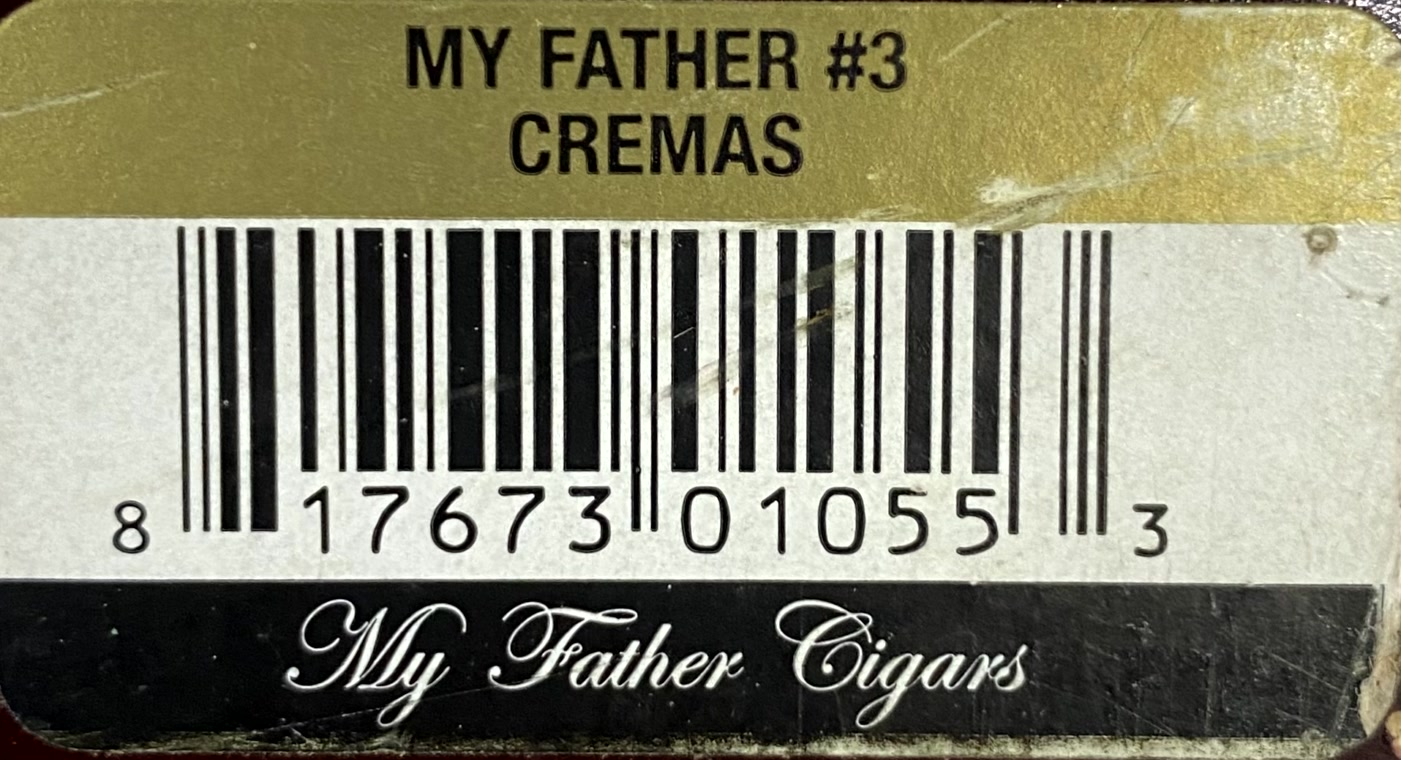 MY FATHER #3
CREMAS
8 17673 01055 3
My Father Cigars